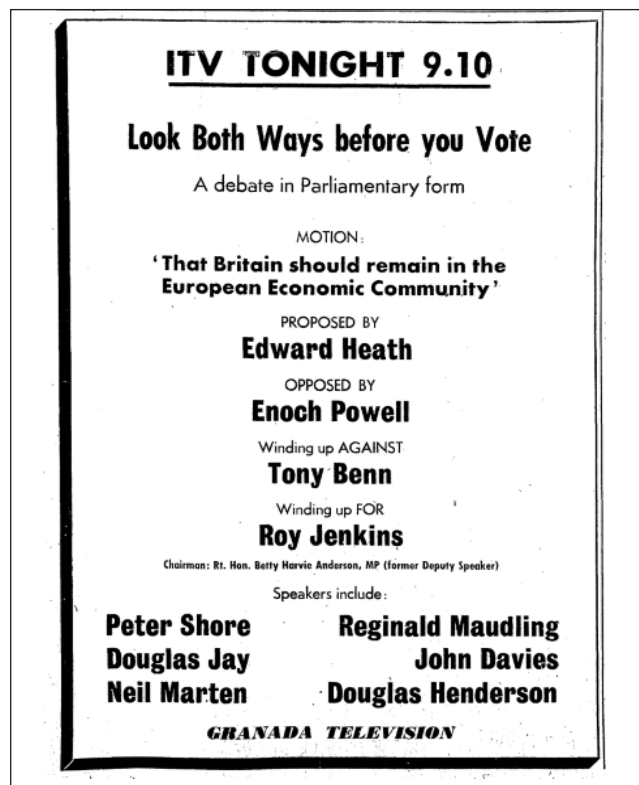 ITV TONIGHT 9.10
Look Both Ways before you Vote
A debate in Parliamentary form
MOTION:
‘That Britain should remain in the
European Economic Community’
PROPOSED BY
Edward Heath
OPPOSED BY
Enoch Powell
Winding up AGAINST
Tony Benn
Winding up FOR
Roy Jenkins
Chairman: Rt. Hon. Betty Harvie Anderson, MP (former Deputy Speaker)
Speakers include:
Peter Shore Reginald Maudling
Douglas Jay John Davies
Neil Marten Douglas Henderson
GRANADA TELEVISION